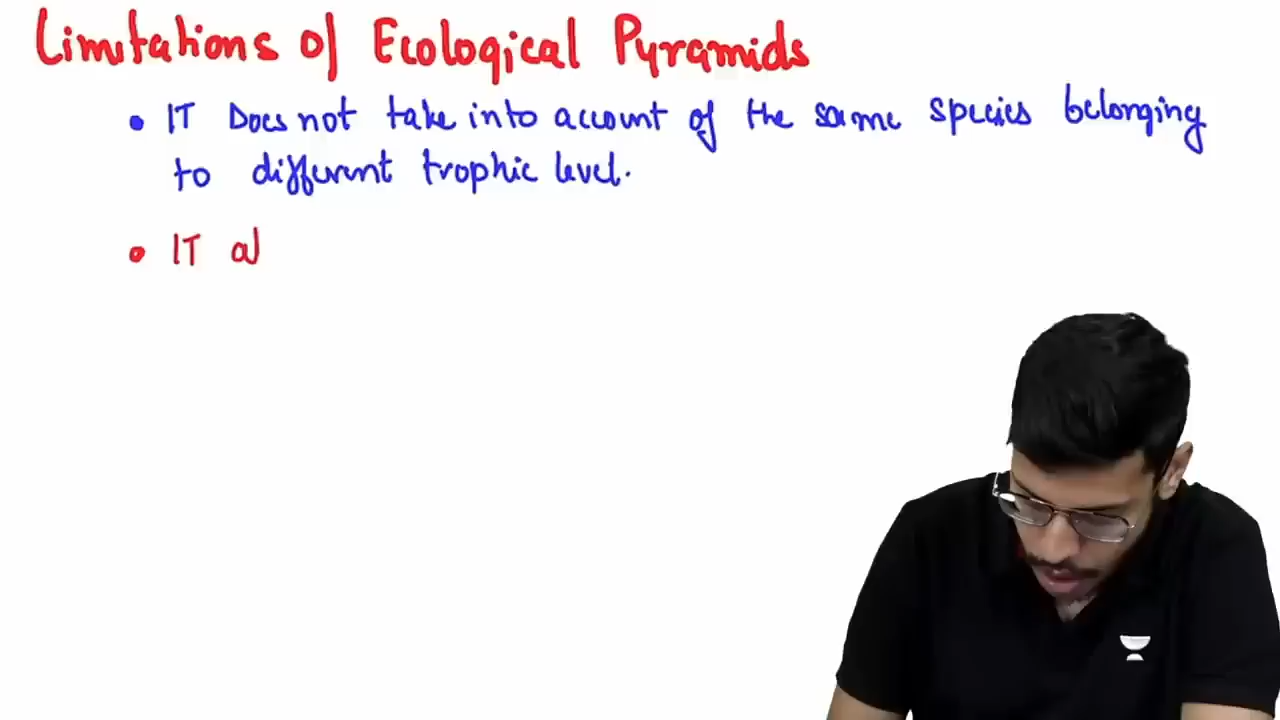 Limitations of Ecological Pyramids
• IT Does not take into account of the same species belonging
to different trophic level.
• IT al